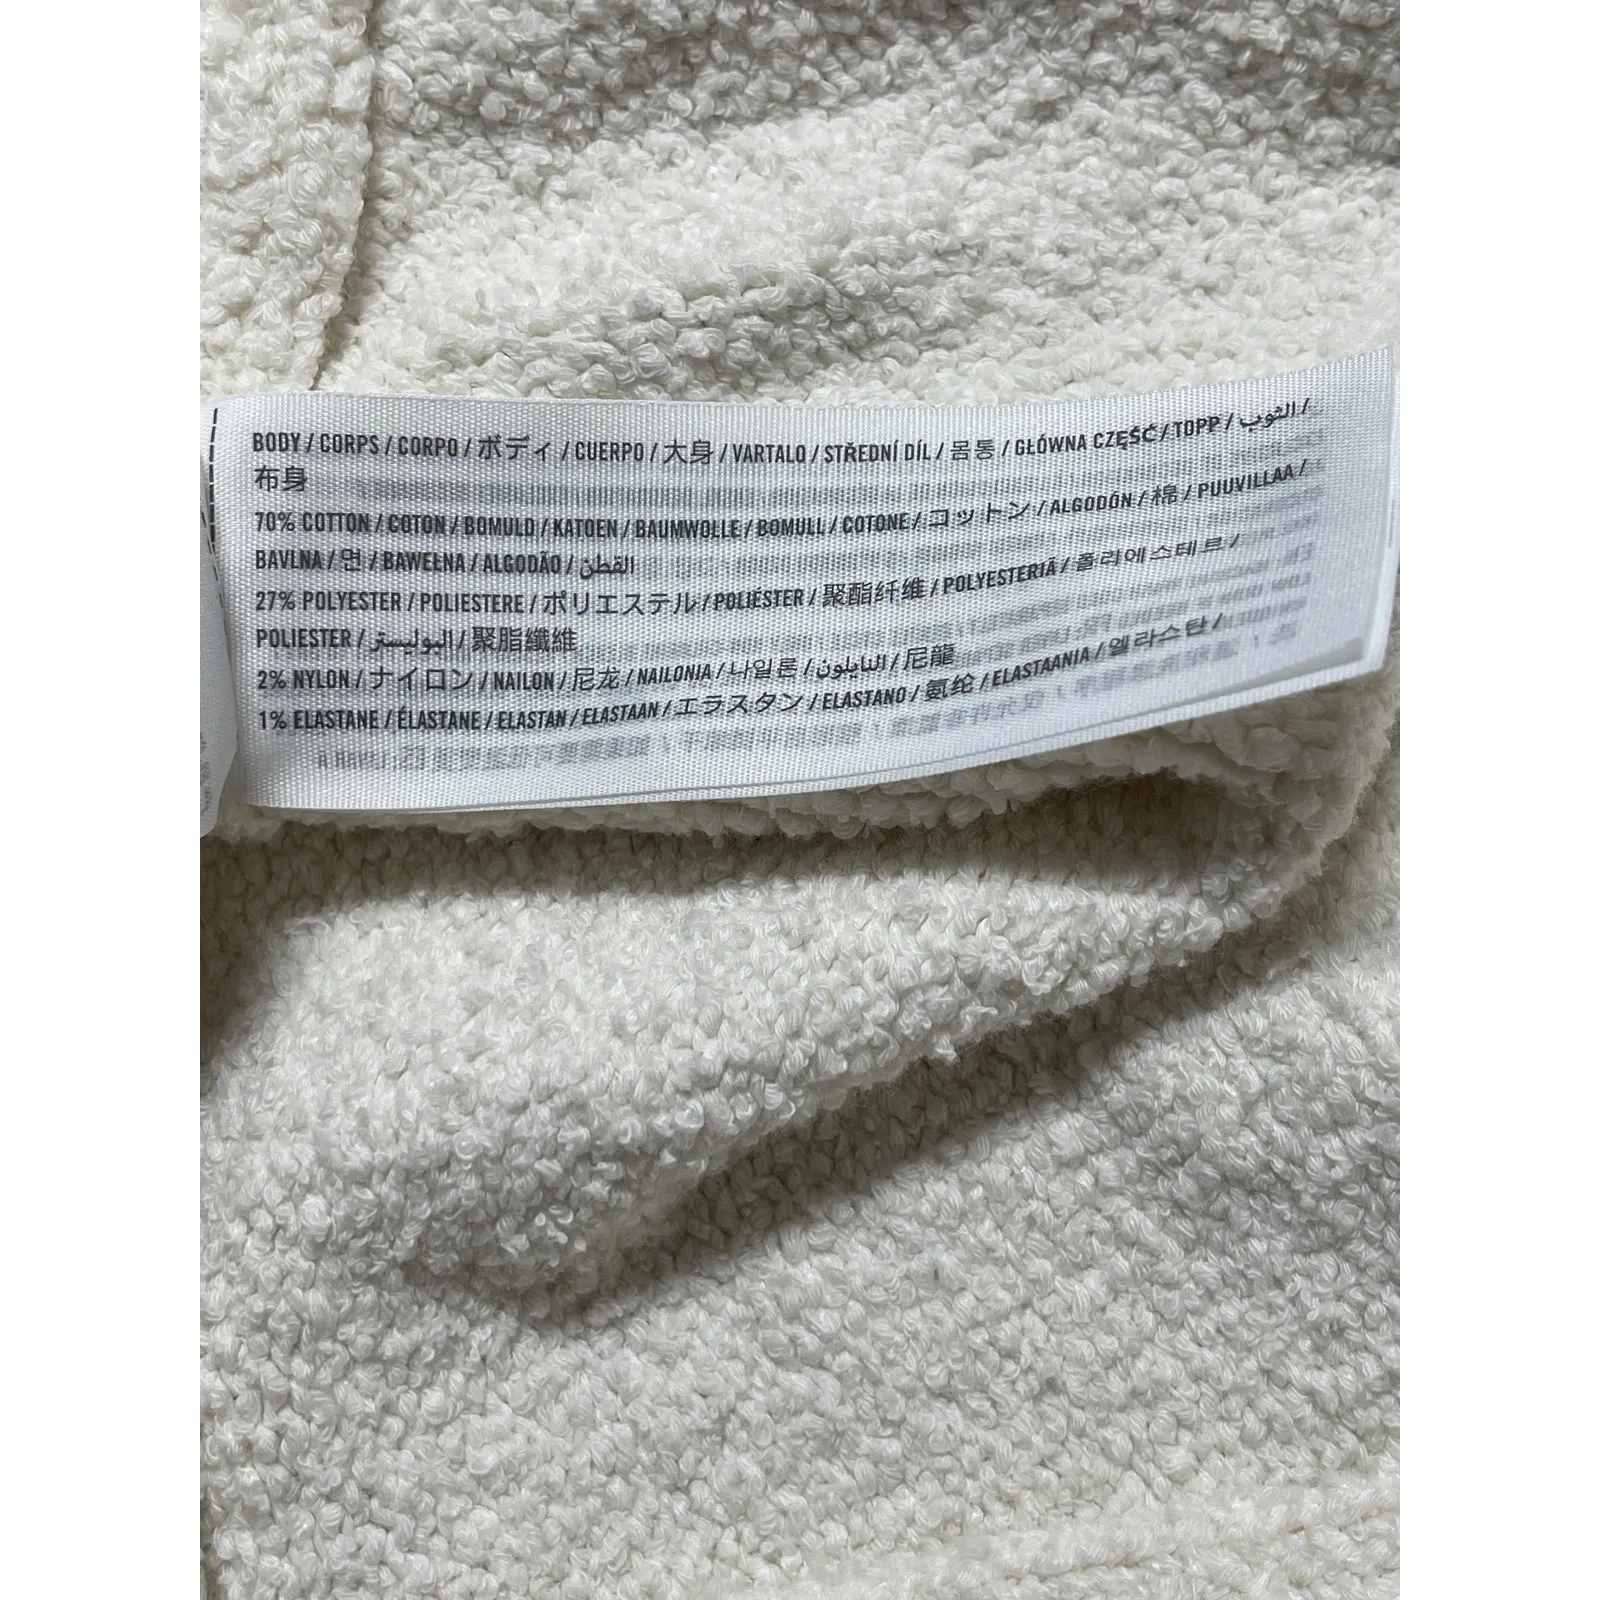 BODY / CORPS / CORPO / ボディ / CUERPO / 大身 / VARTALO / STŘEDNÍ DÍL / 몸통 / GŁÓWNA CZĘŚĆ / TOPP / الثوب /
布身
70% COTTON / COTON / BOMULD / KATOEN / BAUMWOLLE / BOMULL / COTONE / コットン / ALGODÓN / 棉 / PUUVILLAA /
BAVLNA / 면 / BAWEŁNA / ALGODÃO / القطن
27% POLYESTER / POLIESTERE / ポリエステル / POLIÉSTER / 聚酯纤维 / POLYESTERIÄ / 폴리에스테르 /
POLIESTER / البوليستر / 聚脂纖維
2% NYLON / ナイロン / NAILON / 尼龙 / NAILONIA / 나일론 / النايلون / 尼龍
1% ELASTANE / ÉLASTANE / ELASTAN / ELASTAAN / エラスタン / ELASTANO / 氨纶 / ELASTAANIA / 엘라스탄 /